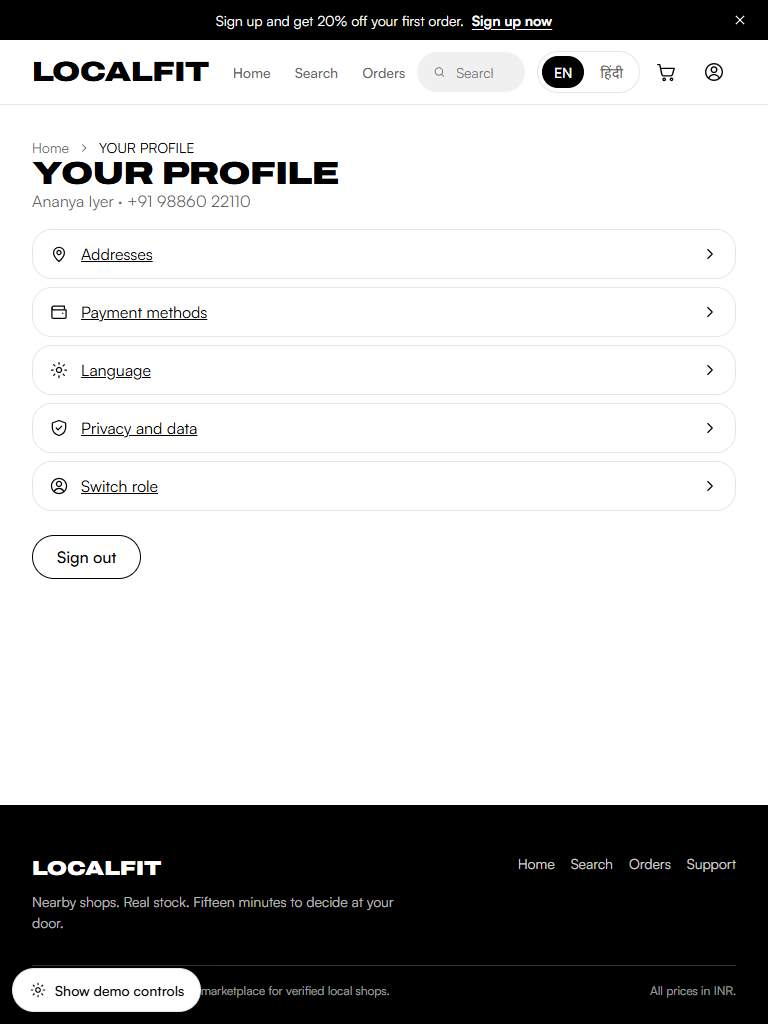 Sign up and get 20% off your first order. Sign up now
LOCALFIT
Home
Search
Orders
Search
EN
हिंदी
Home > YOUR PROFILE
YOUR PROFILE
Ananya Iyer • +91 98860 22110
Addresses
Payment methods
Language
Privacy and data
Switch role
Sign out
LOCALFIT
Home
Search
Orders
Support
Nearby shops. Real stock. Fifteen minutes to decide at your
door.
Show demo controls
marketplace for verified local shops.
All prices in INR.